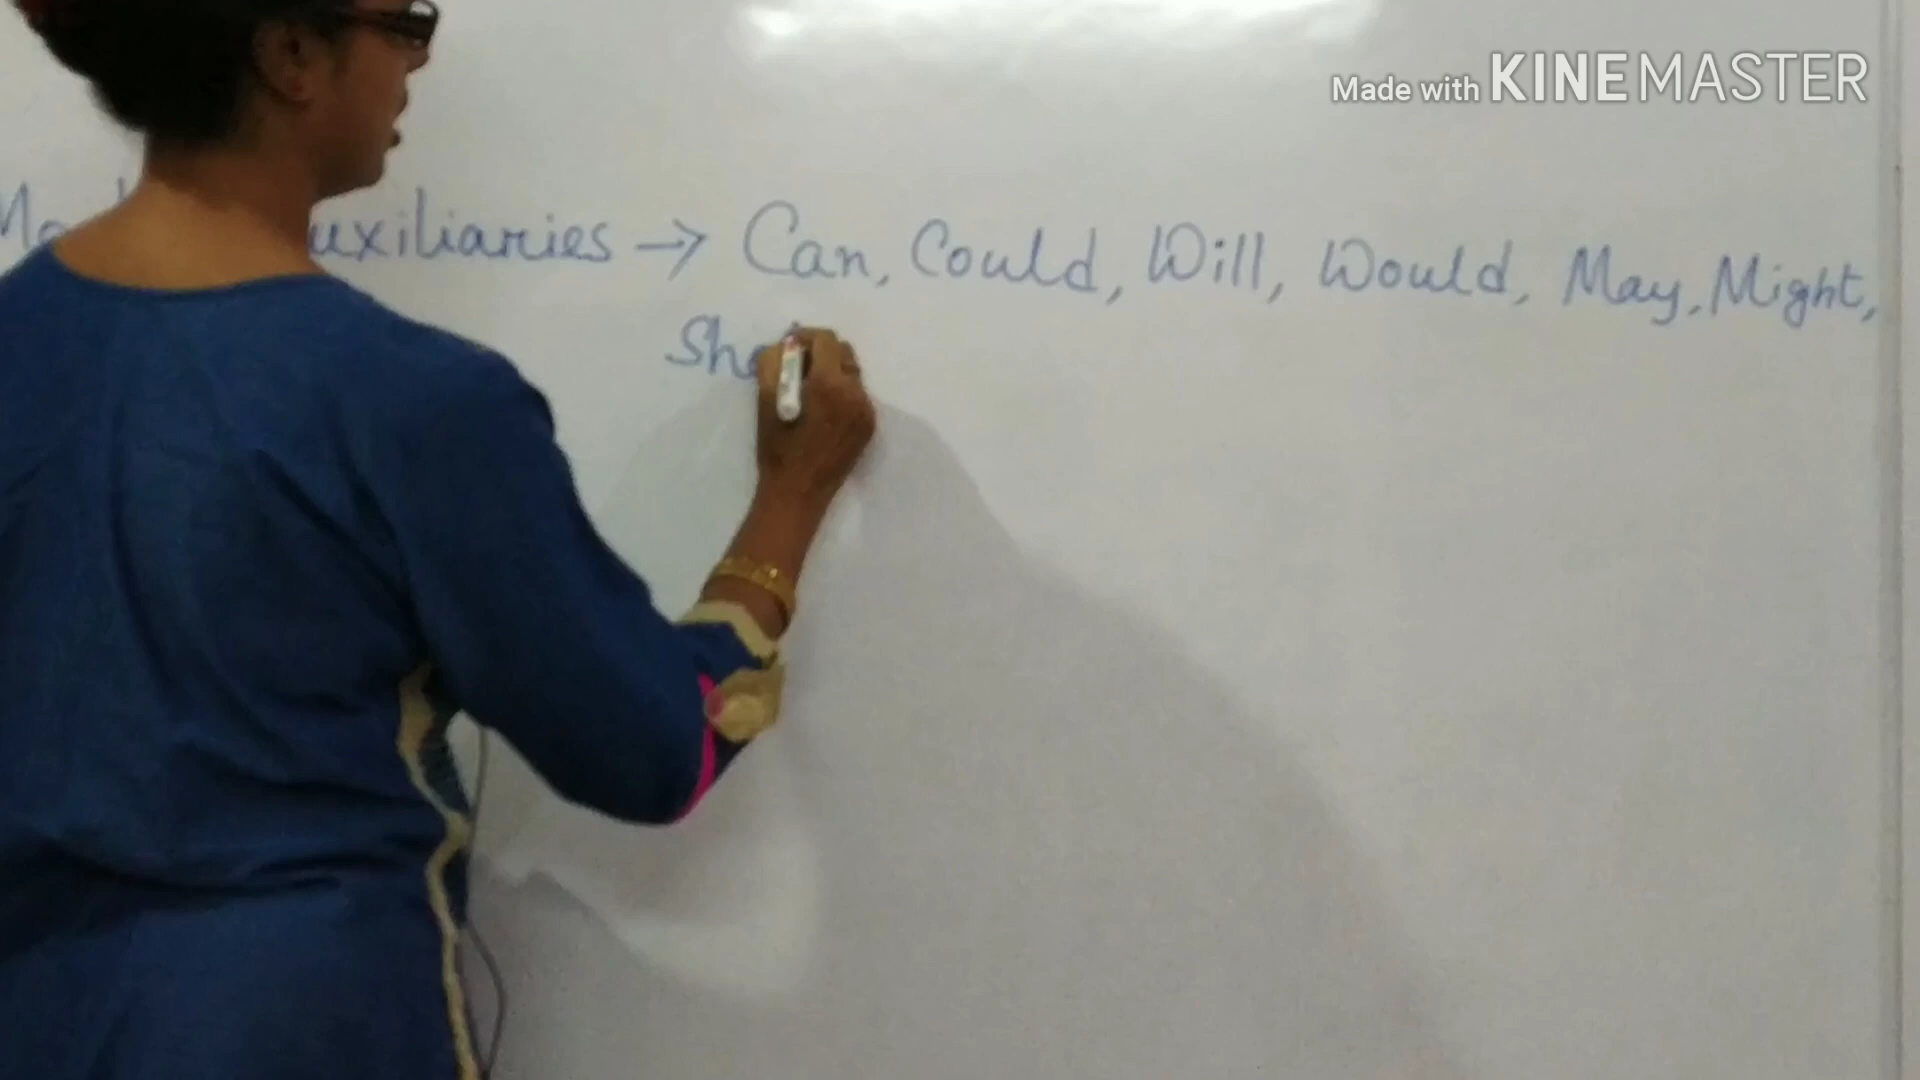 Made with KINEMASTER
uxiliaries → Can, Could, Will, Would, May, Might,